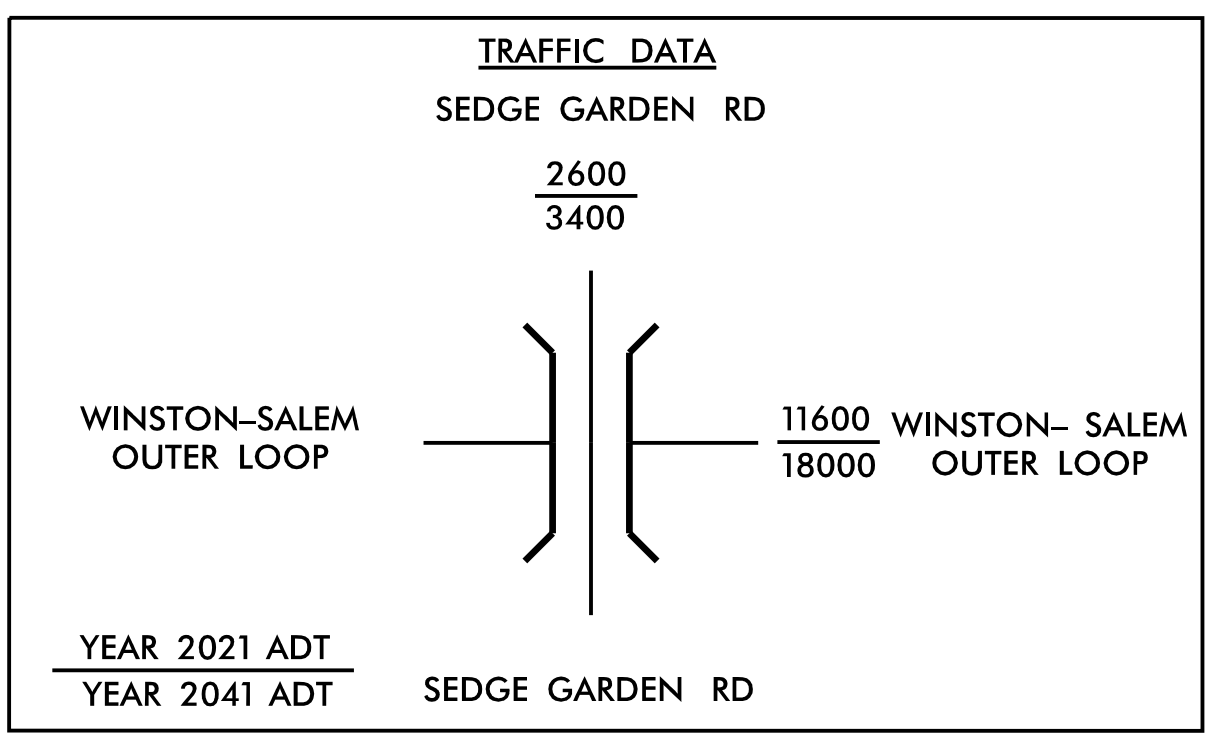 TRAFFIC DATA
SEDGE GARDEN RD
2600
3400
WINSTON–SALEM
OUTER LOOP
11600
18000
WINSTON– SALEM
OUTER LOOP
YEAR 2021 ADT
YEAR 2041 ADT
SEDGE GARDEN RD